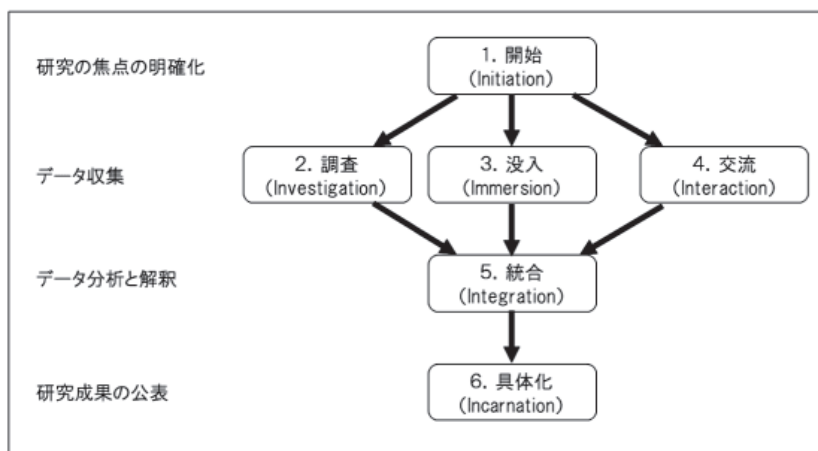 研究の焦点の明確化
1. 開始
(Initiation)
データ収集
2. 調査
(Investigation)
3. 没入
(Immersion)
4. 交流
(Interaction)
データ分析と解釈
5. 統合
(Integration)
研究成果の公表
6. 具体化
(Incarnation)